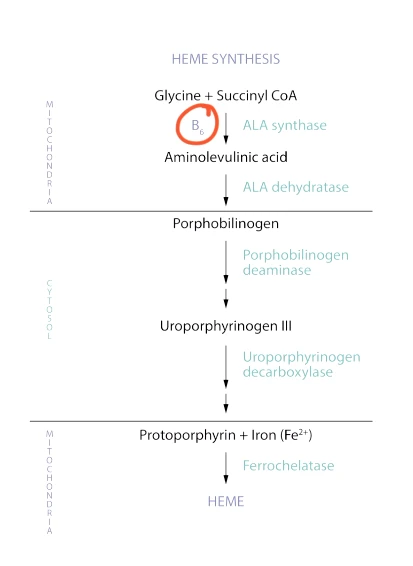 HEME SYNTHESIS
MITOCHONDRIA
Glycine + Succinyl CoA
B6
ALA synthase
Aminolevulinic acid
ALA dehydratase
CYTOSOL
Porphobilinogen
Porphobilinogen
deaminase
Uroporphyrinogen III
Uroporphyrinogen
decarboxylase
MITOCHONDRIA
Protoporphyrin + Iron (Fe²⁺)
Ferrochelatase
HEME